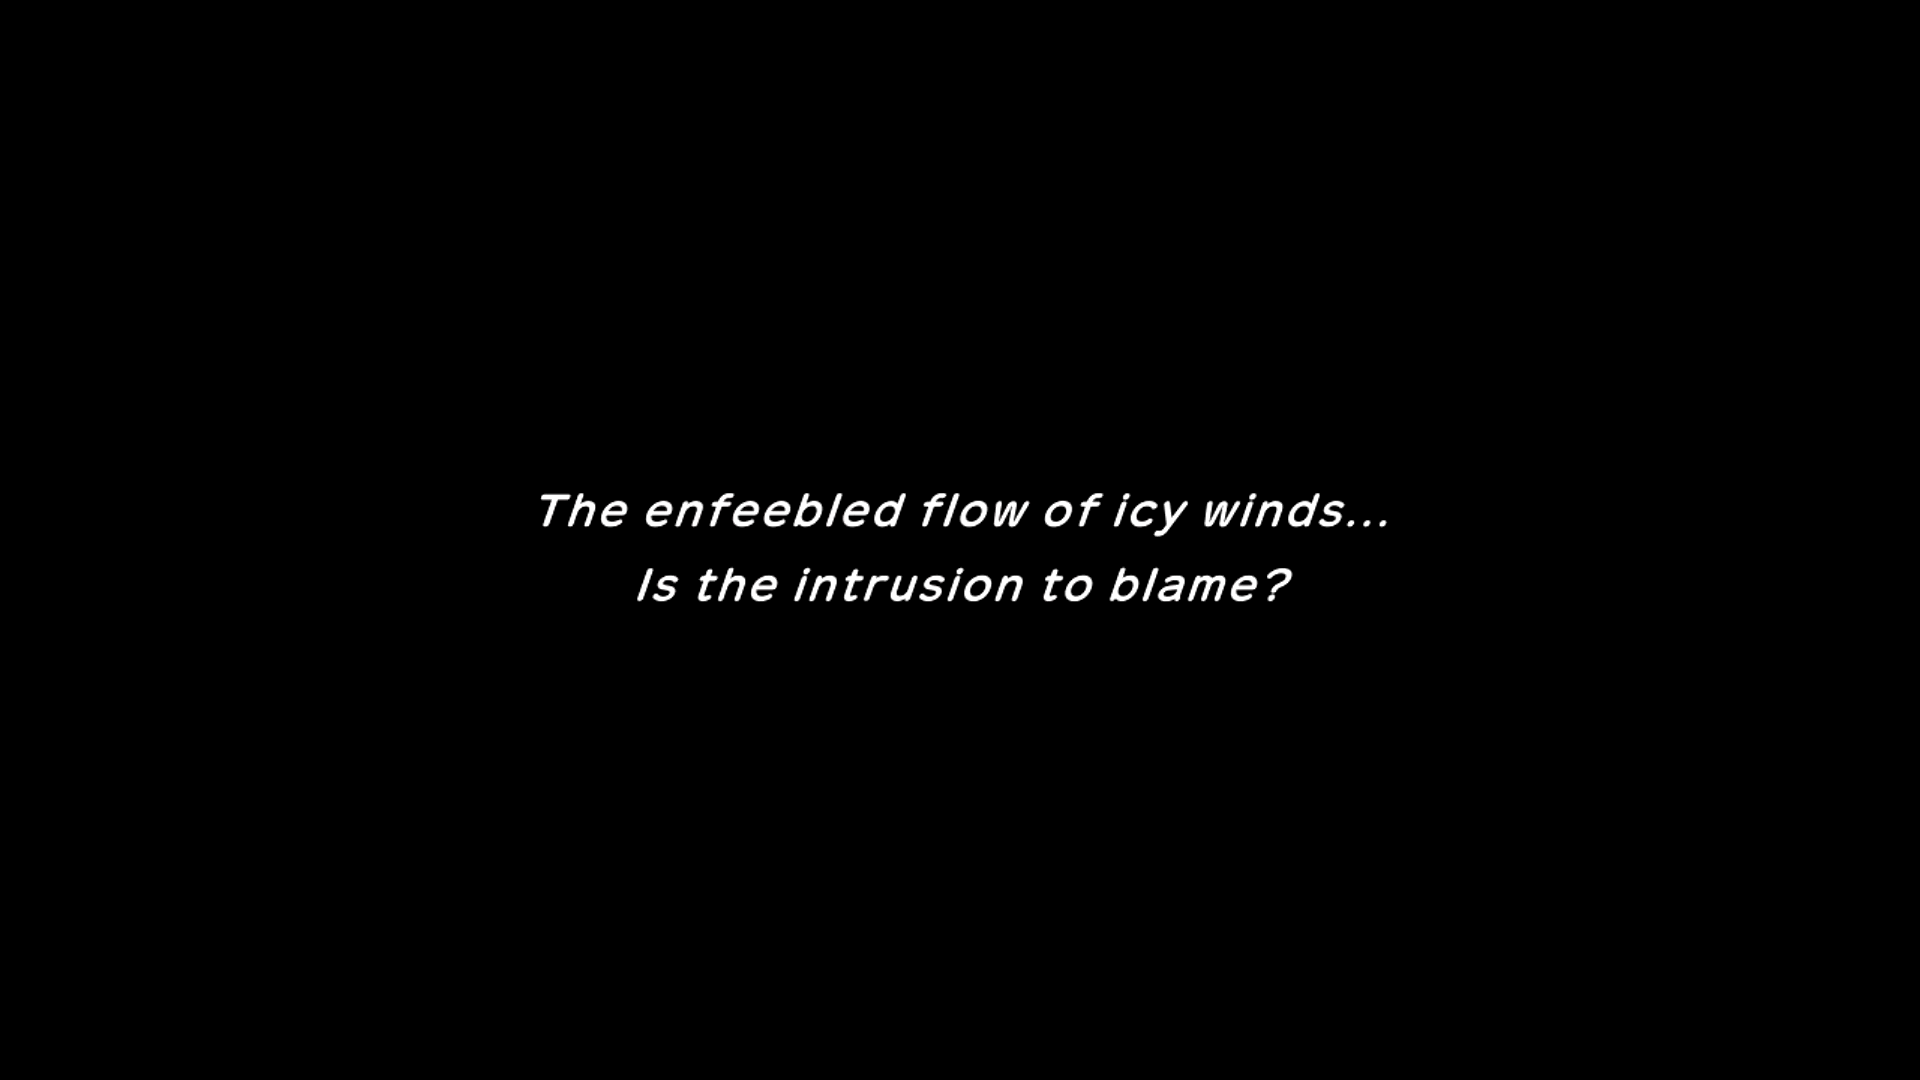 The enfeebled flow of icy winds...
Is the intrusion to blame?